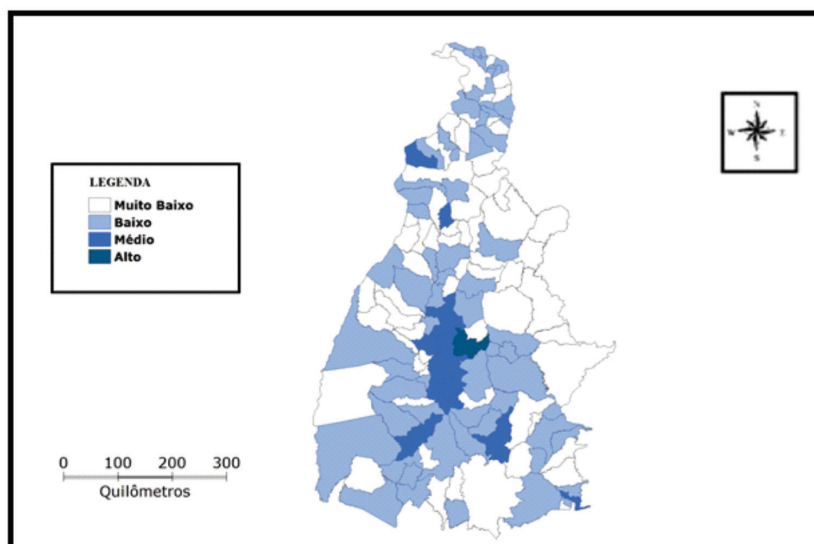 N
W
E
S
LEGENDA
Muito Baixo
Baixo
Médio
Alto
0 100 200 300
Quilômetros